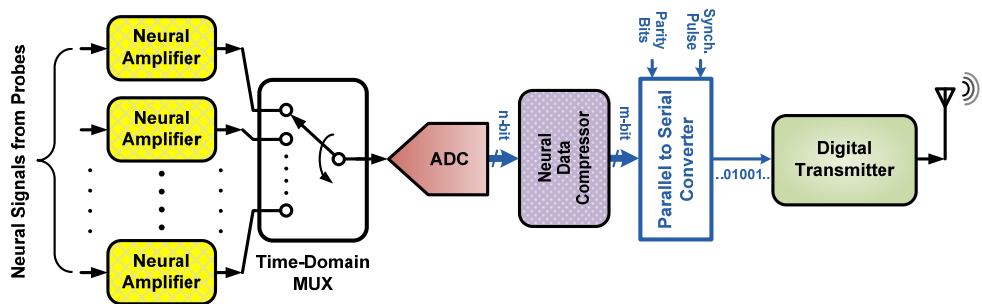 Neural Signals from Probes
Neural
Amplifier
Neural
Amplifier
Neural
Amplifier
Time-Domain
MUX
ADC
n-bit
Neural
Data
Compressor
m-bit
Parity
Bits
Synch.
Pulse
Parallel to Serial
Converter
..01001..
Digital
Transmitter